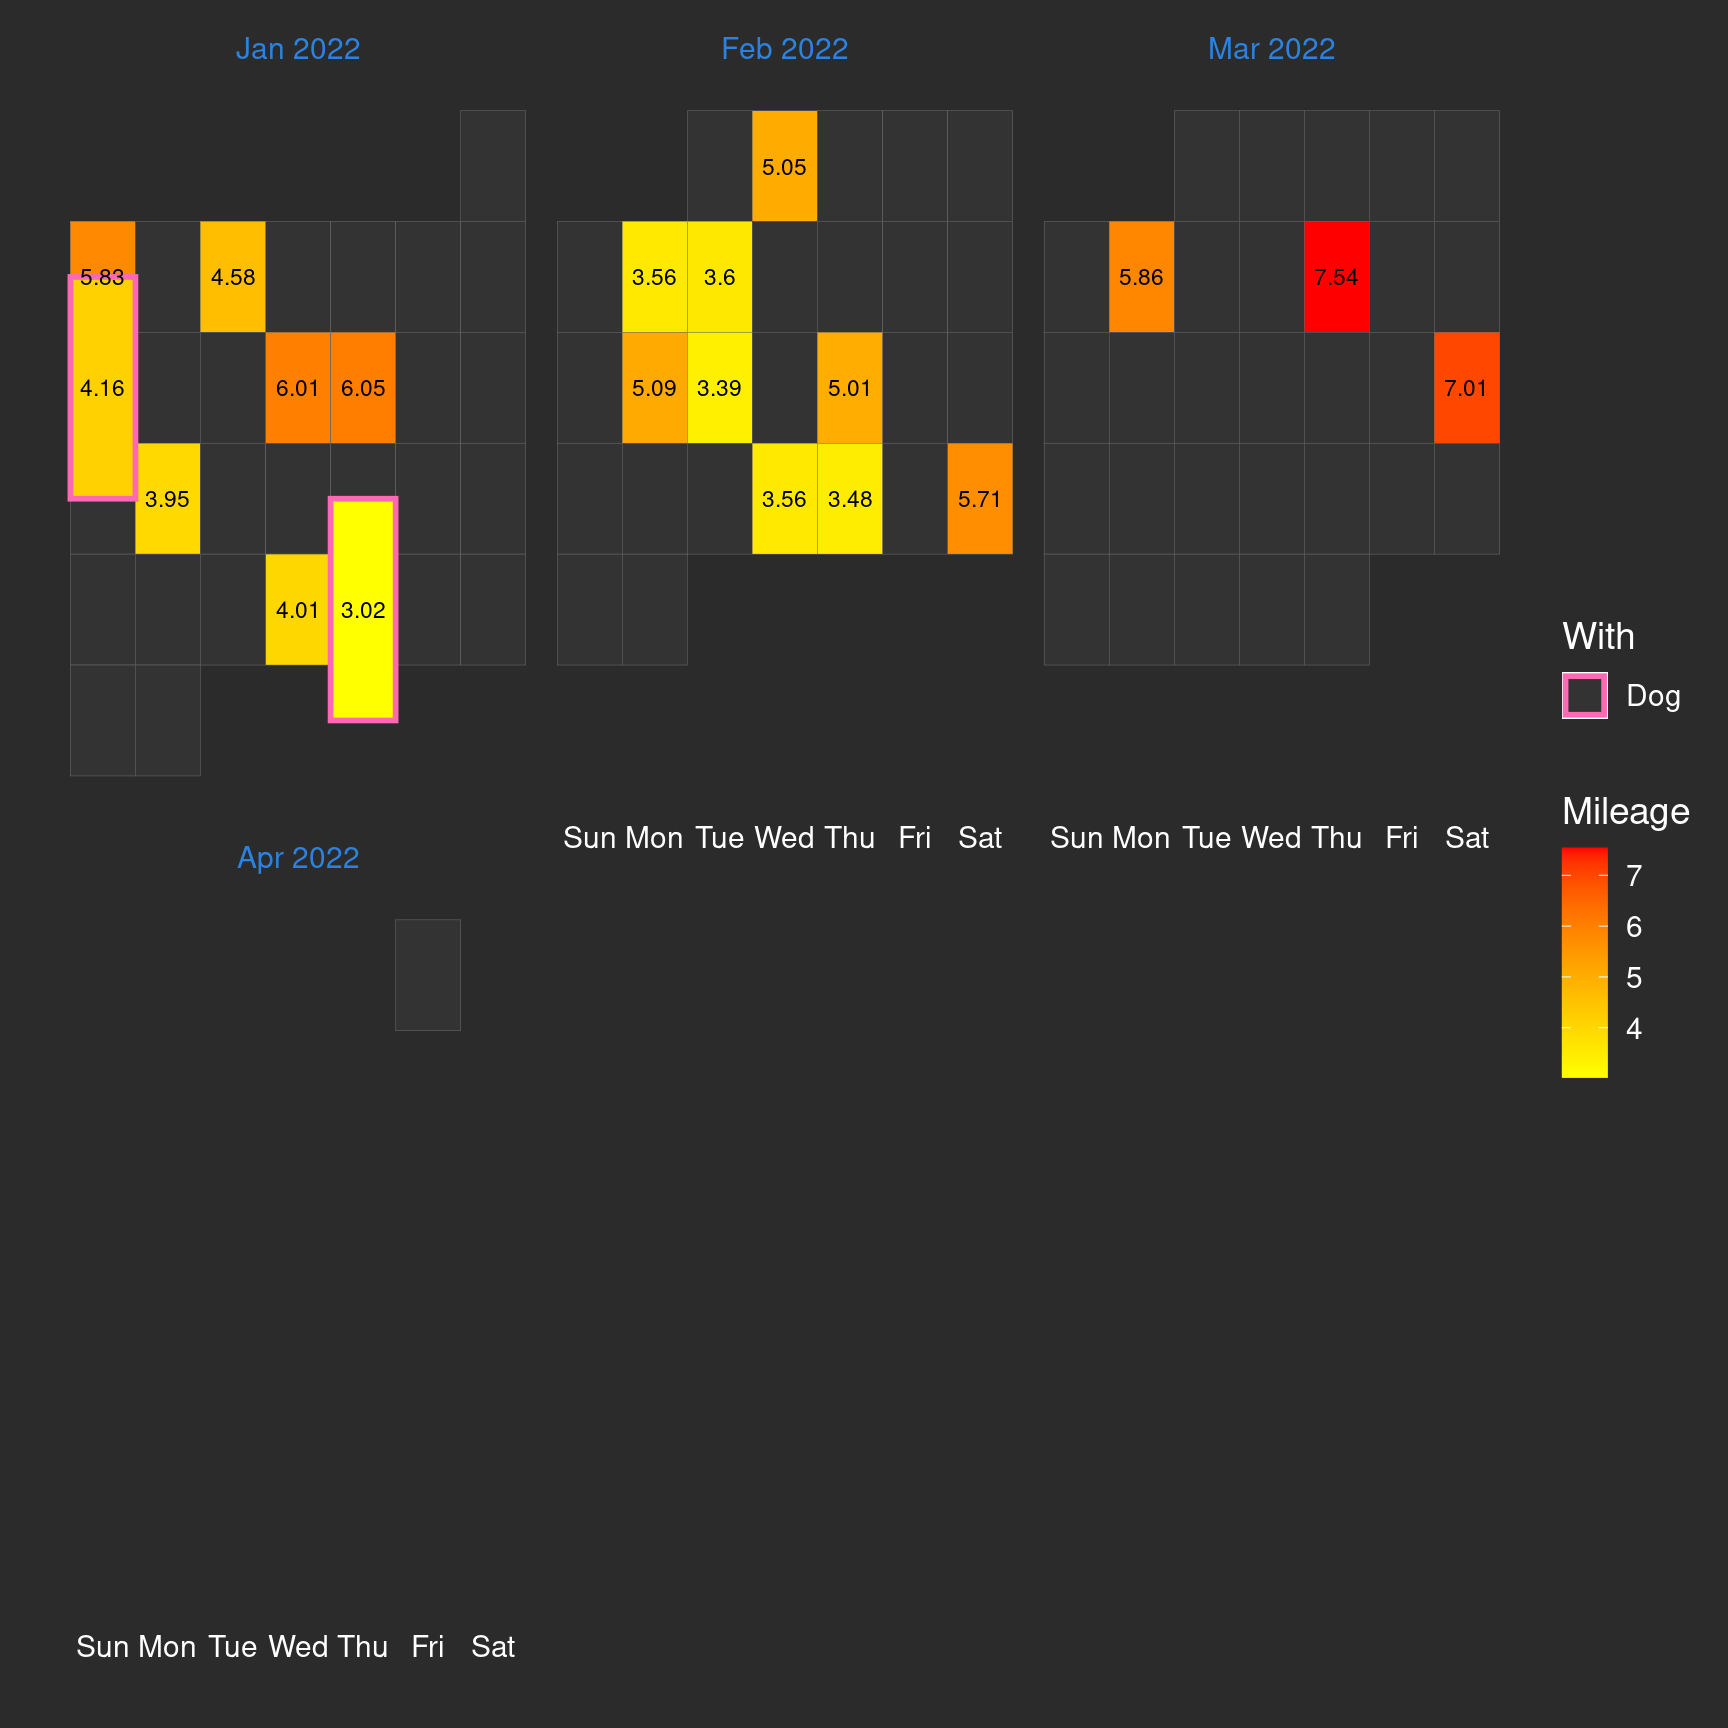 Jan 2022 Feb 2022 Mar 2022
5.05
5.83 4.58 3.56 3.6 5.86 7.54
4.16 6.01 6.05 5.09 3.39 5.01 7.01
3.95 3.56 3.48 5.71
4.01 3.02
With
Dog
Mileage
Sun Mon Tue Wed Thu Fri Sat Sun Mon Tue Wed Thu Fri Sat
Apr 2022
7
6
5
4
Sun Mon Tue Wed Thu Fri Sat